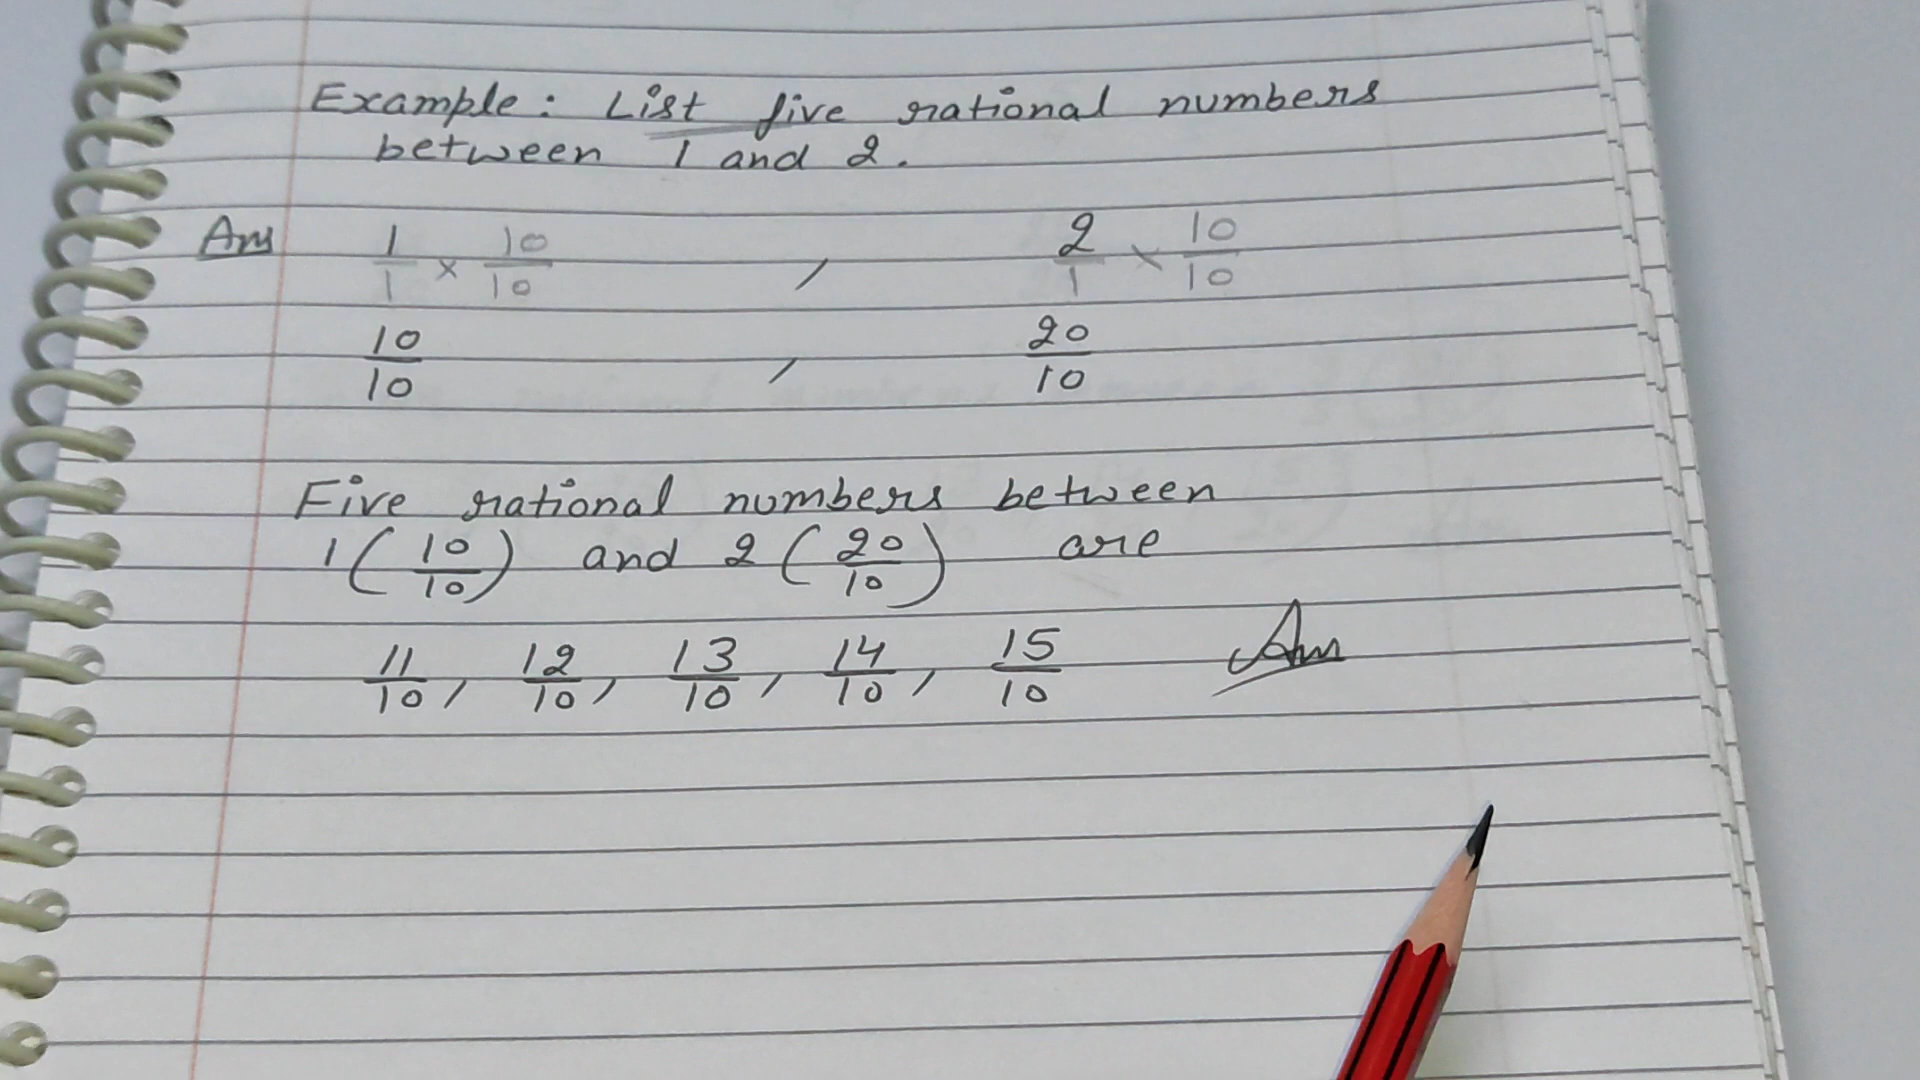 Example: List five rational numbers
between 1 and 2.
Ans 1/1 × 10/10 , 2/1 × 10/10
10/10 , 20/10
Five rational numbers between
1 (10/10) and 2 (20/10) are
11/10, 12/10, 13/10, 14/10, 15/10 Ans